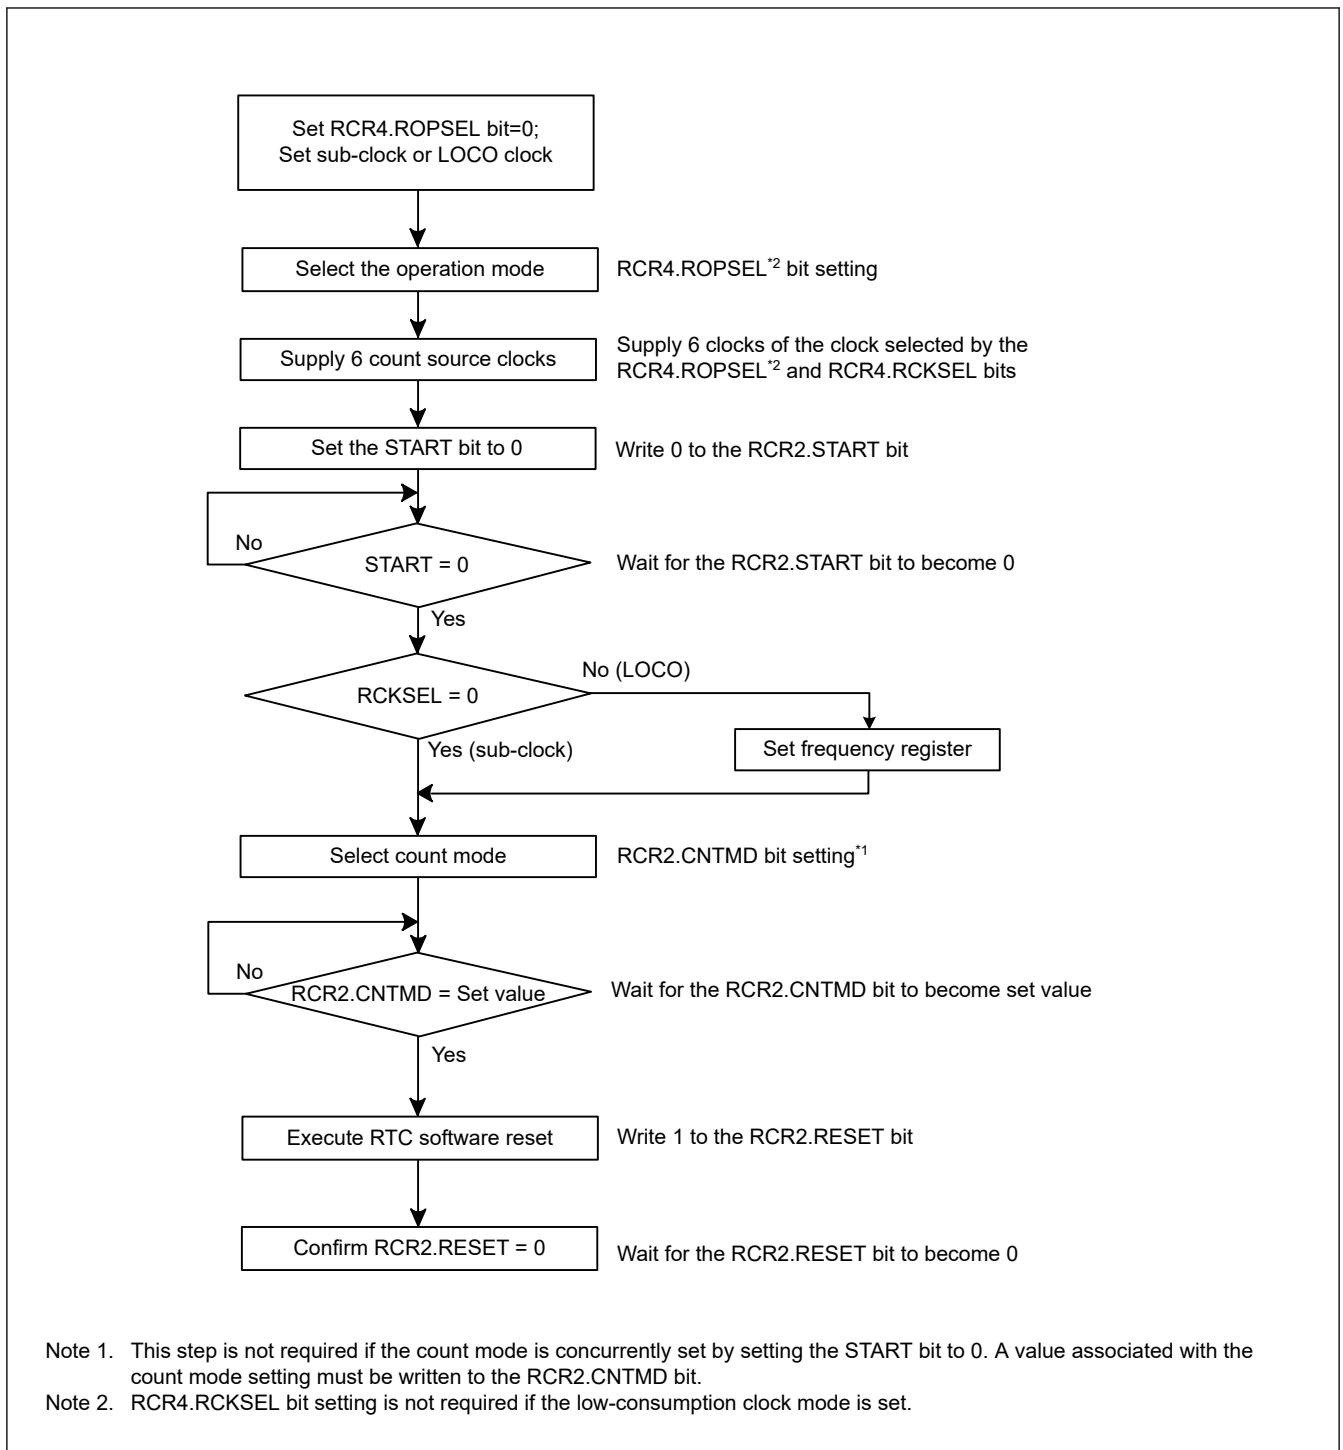 Set RCR4.ROPSEL bit=0;
Set sub-clock or LOCO clock
Select the operation mode
RCR4.ROPSEL*2 bit setting
Supply 6 count source clocks
Supply 6 clocks of the clock selected by the
RCR4.ROPSEL*2 and RCR4.RCKSEL bits
Set the START bit to 0
Write 0 to the RCR2.START bit
No
START = 0
Wait for the RCR2.START bit to become 0
Yes
No (LOCO)
RCKSEL = 0
Yes (sub-clock)
Set frequency register
Select count mode
RCR2.CNTMD bit setting*1
No
RCR2.CNTMD = Set value
Wait for the RCR2.CNTMD bit to become set value
Yes
Execute RTC software reset
Write 1 to the RCR2.RESET bit
Confirm RCR2.RESET = 0
Wait for the RCR2.RESET bit to become 0
Note 1. This step is not required if the count mode is concurrently set by setting the START bit to 0. A value associated with the
count mode setting must be written to the RCR2.CNTMD bit.
Note 2. RCR4.RCKSEL bit setting is not required if the low-consumption clock mode is set.